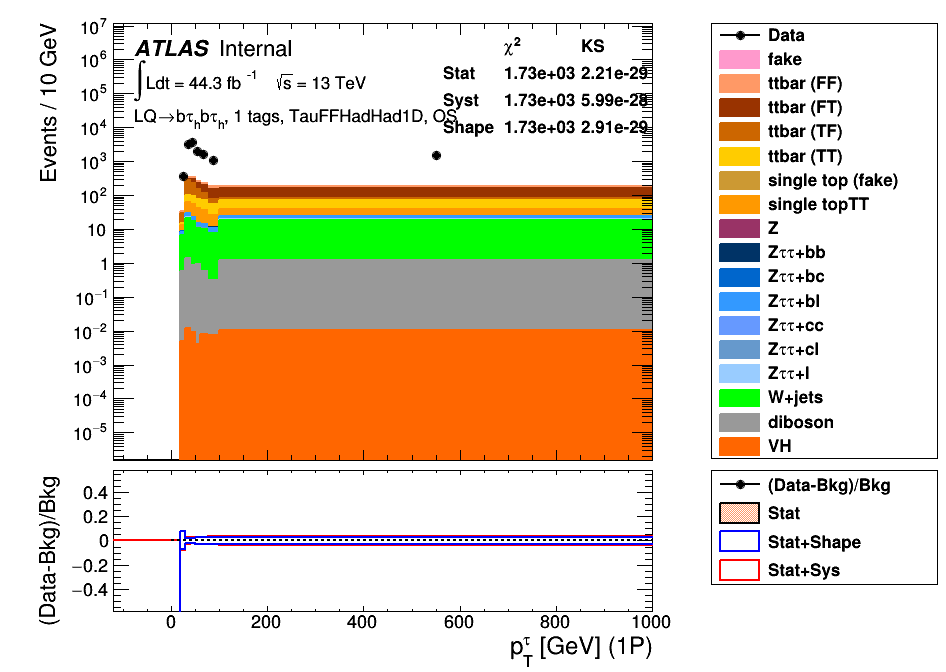 ATLAS Internal
∫Ldt = 44.3 fb⁻¹ √s = 13 TeV
LQ→bτₕbτₕ, 1 tags, TauFFHadHad1D, OS
χ² KS
Stat 1.73e+03 2.21e-29
Syst 1.73e+03 5.99e-28
Shape 1.73e+03 2.91e-29
Events / 10 GeV
10⁷
10⁶
10⁵
10⁴
10³
10²
10
1
10⁻¹
10⁻²
10⁻³
10⁻⁴
10⁻⁵
Data
fake
ttbar (FF)
ttbar (FT)
ttbar (TF)
ttbar (TT)
single top (fake)
single topTT
Z
Zττ+bb
Zττ+bc
Zττ+bl
Zττ+cc
Zττ+cl
Zττ+l
W+jets
diboson
VH
(Data-Bkg)/Bkg
0.4
0.2
0
−0.2
−0.4
0 200 400 600 800 1000
p_T^τ [GeV] (1P)
(Data-Bkg)/Bkg
Stat
Stat+Shape
Stat+Sys